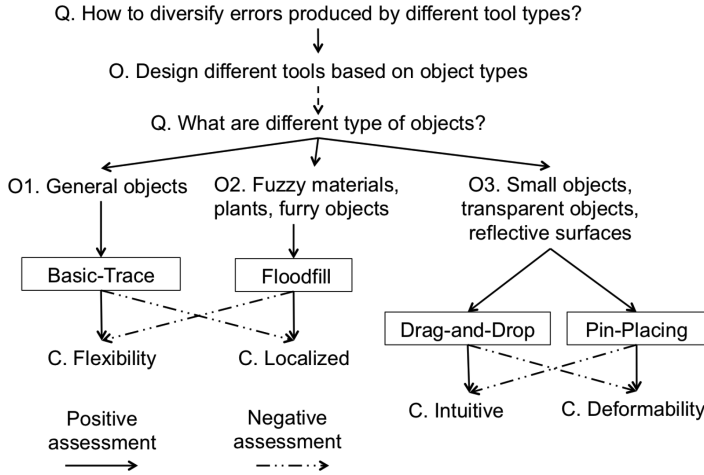 Q. How to diversify errors produced by different tool types?
O. Design different tools based on object types
Q. What are different type of objects?
O1. General objects
O2. Fuzzy materials,
plants, furry objects
O3. Small objects,
transparent objects,
reflective surfaces
Basic-Trace
Floodfill
Drag-and-Drop
Pin-Placing
C. Flexibility
C. Localized
C. Intuitive
C. Deformability
Positive
assessment
Negative
assessment